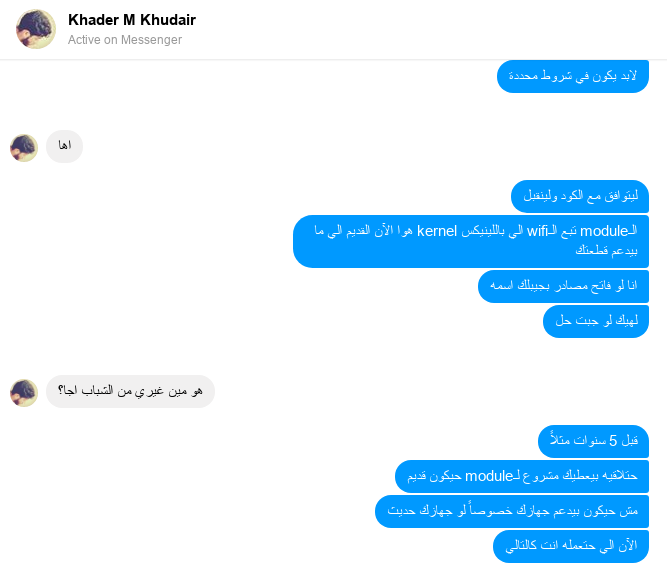 Khader M Khudair
Active on Messenger
لابد يكون في شروط محددة
اها
ليتوافق مع الكود ولينقبل
الـmodule تبع الـwifi الي باللينيكس kernel هوا الآن القديم الي ما
بيدعم قطعتك
انا لو فاتح مصادر بجيبلك اسمه
لهيك لو جبت حل
هو مين غيري من الشباب اجا؟
قبل 5 سنوات مثلاً
حتلاقيه بيعطيك مشروع لـmodule حيكون قديم
مش حيكون بيدعم جهازك خصوصاً لو جهازك حديث
الآن الي حتعمله انت كالتالي